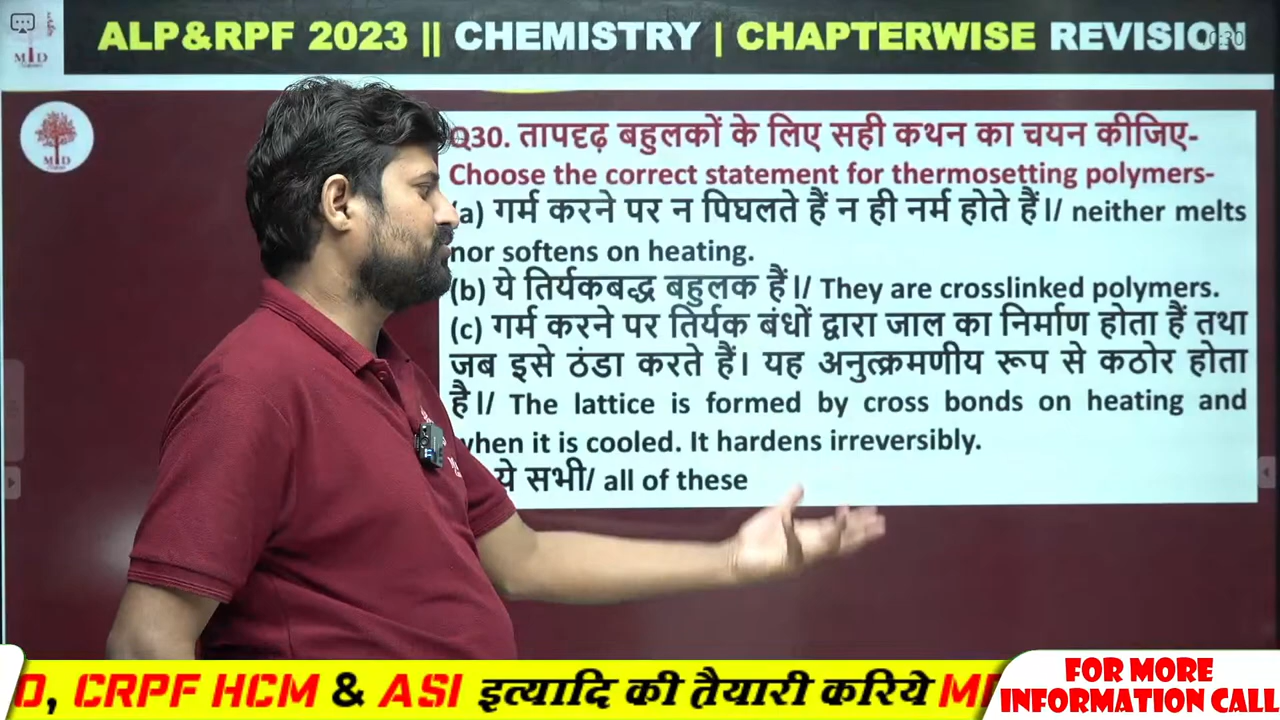 ALP&RPF 2023 || CHEMISTRY | CHAPTERWISE REVISION
MD
MD
Q30. तापदृढ़ बहुलकों के लिए सही कथन का चयन कीजिए-
Choose the correct statement for thermosetting polymers-
(a) गर्म करने पर न पिघलते हैं न ही नर्म होते हैं।/ neither melts
nor softens on heating.
(b) ये तिर्यकबद्ध बहुलक हैं।/ They are crosslinked polymers.
(c) गर्म करने पर तिर्यक बंधों द्वारा जाल का निर्माण होता हैं तथा
जब इसे ठंडा करते हैं। यह अनुत्क्रमणीय रूप से कठोर होता
है।/ The lattice is formed by cross bonds on heating and
when it is cooled. It hardens irreversibly.
ये सभी/ all of these
CRPF HCM & ASI इत्यादि की तैयारी करिये
FOR MORE
INFORMATION CALL